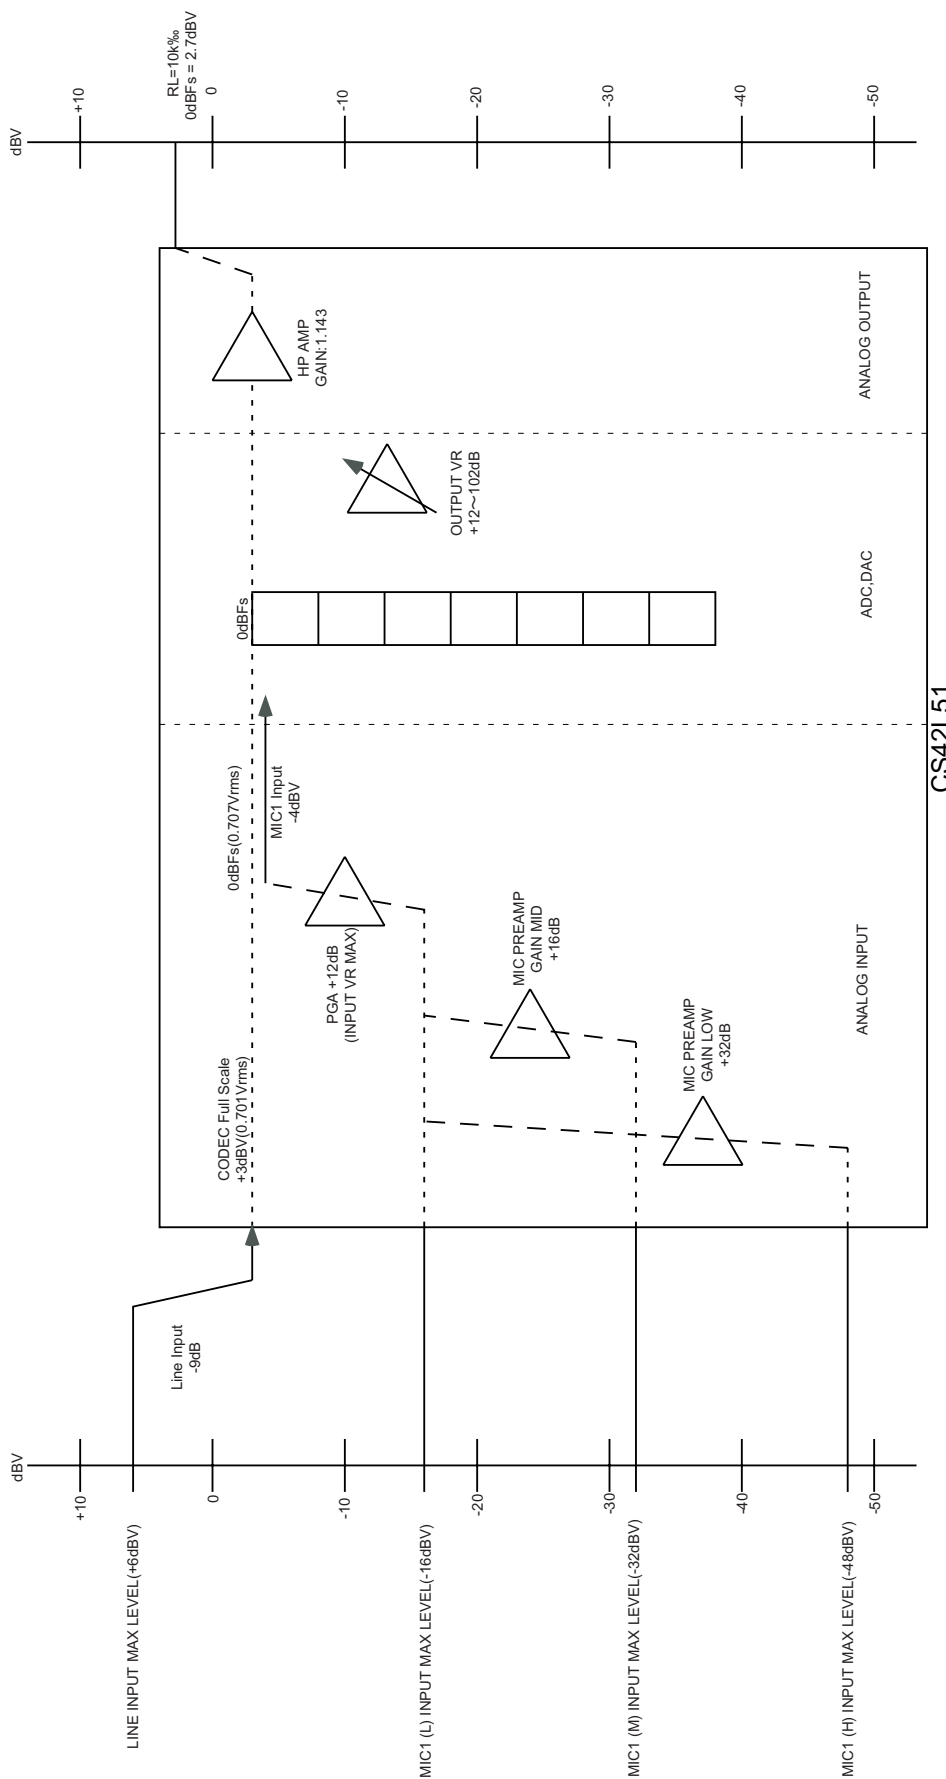 dBV
+10
0
-10
-20
-30
-40
-50
LINE INPUT MAX LEVEL(+6dBV)
MIC1 (L) INPUT MAX LEVEL(-16dBV)
MIC1 (M) INPUT MAX LEVEL(-32dBV)
MIC1 (H) INPUT MAX LEVEL(-48dBV)
Line Input
-9dB
CODEC Full Scale
+3dBV(0.701Vrms)
0dBFs(0.707Vrms)
MIC1 Input
-4dBV
PGA +12dB
(INPUT VR MAX)
MIC PREAMP
GAIN MID
+16dB
MIC PREAMP
GAIN LOW
+32dB
ANALOG INPUT
0dBFs
OUTPUT VR
+12～102dB
ADC,DAC
HP AMP
GAIN:1.143
ANALOG OUTPUT
CS42L51
dBV
+10
RL=10k‰
0dBFs = 2.7dBV
0
-10
-20
-30
-40
-50